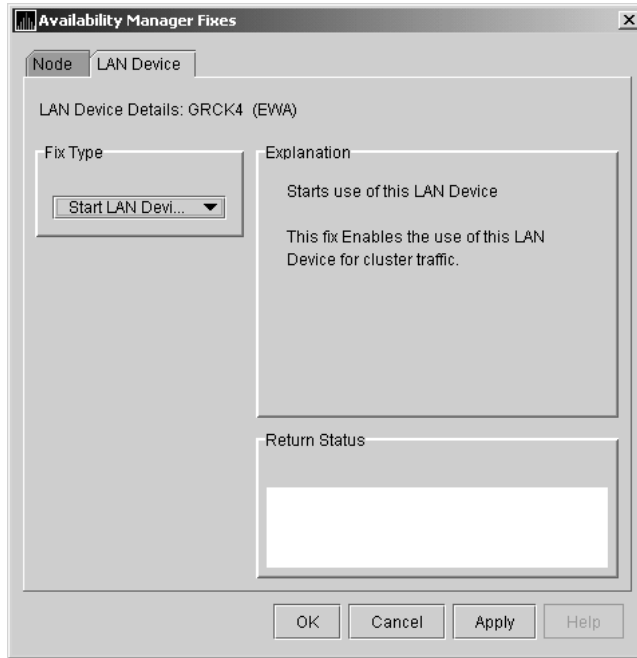 Availability Manager Fixes
Node
LAN Device
LAN Device Details: GRCK4 (EWA)
Fix Type
Start LAN Devi...
Explanation
Starts use of this LAN Device
This fix Enables the use of this LAN
Device for cluster traffic.
Return Status
OK
Cancel
Apply
Help